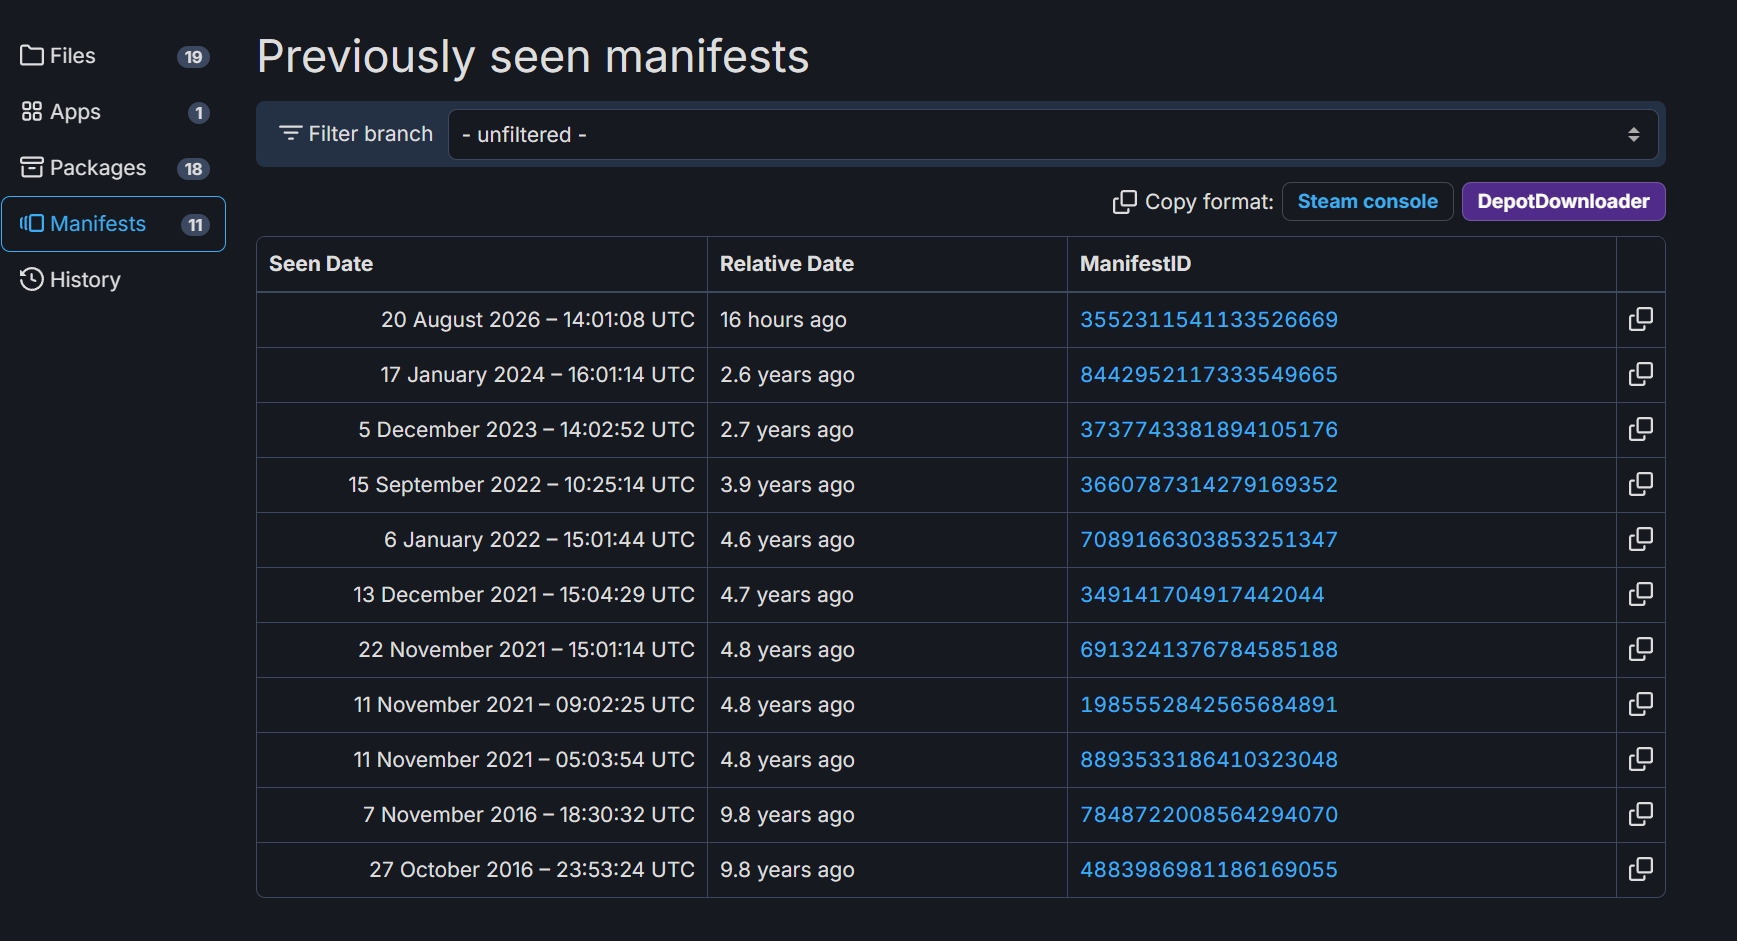 Files 19
Apps 1
Packages 18
Manifests 11
History
Previously seen manifests
Filter branch - unfiltered -
Copy format: Steam console DepotDownloader
Seen Date Relative Date ManifestID
20 August 2026 – 14:01:08 UTC 16 hours ago 3552311541133526669
17 January 2024 – 16:01:14 UTC 2.6 years ago 8442952117333549665
5 December 2023 – 14:02:52 UTC 2.7 years ago 3737743381894105176
15 September 2022 – 10:25:14 UTC 3.9 years ago 3660787314279169352
6 January 2022 – 15:01:44 UTC 4.6 years ago 7089166303853251347
13 December 2021 – 15:04:29 UTC 4.7 years ago 349141704917442044
22 November 2021 – 15:01:14 UTC 4.8 years ago 6913241376784585188
11 November 2021 – 09:02:25 UTC 4.8 years ago 1985552842565684891
11 November 2021 – 05:03:54 UTC 4.8 years ago 8893533186410323048
7 November 2016 – 18:30:32 UTC 9.8 years ago 7848722008564294070
27 October 2016 – 23:53:24 UTC 9.8 years ago 4883986981186169055